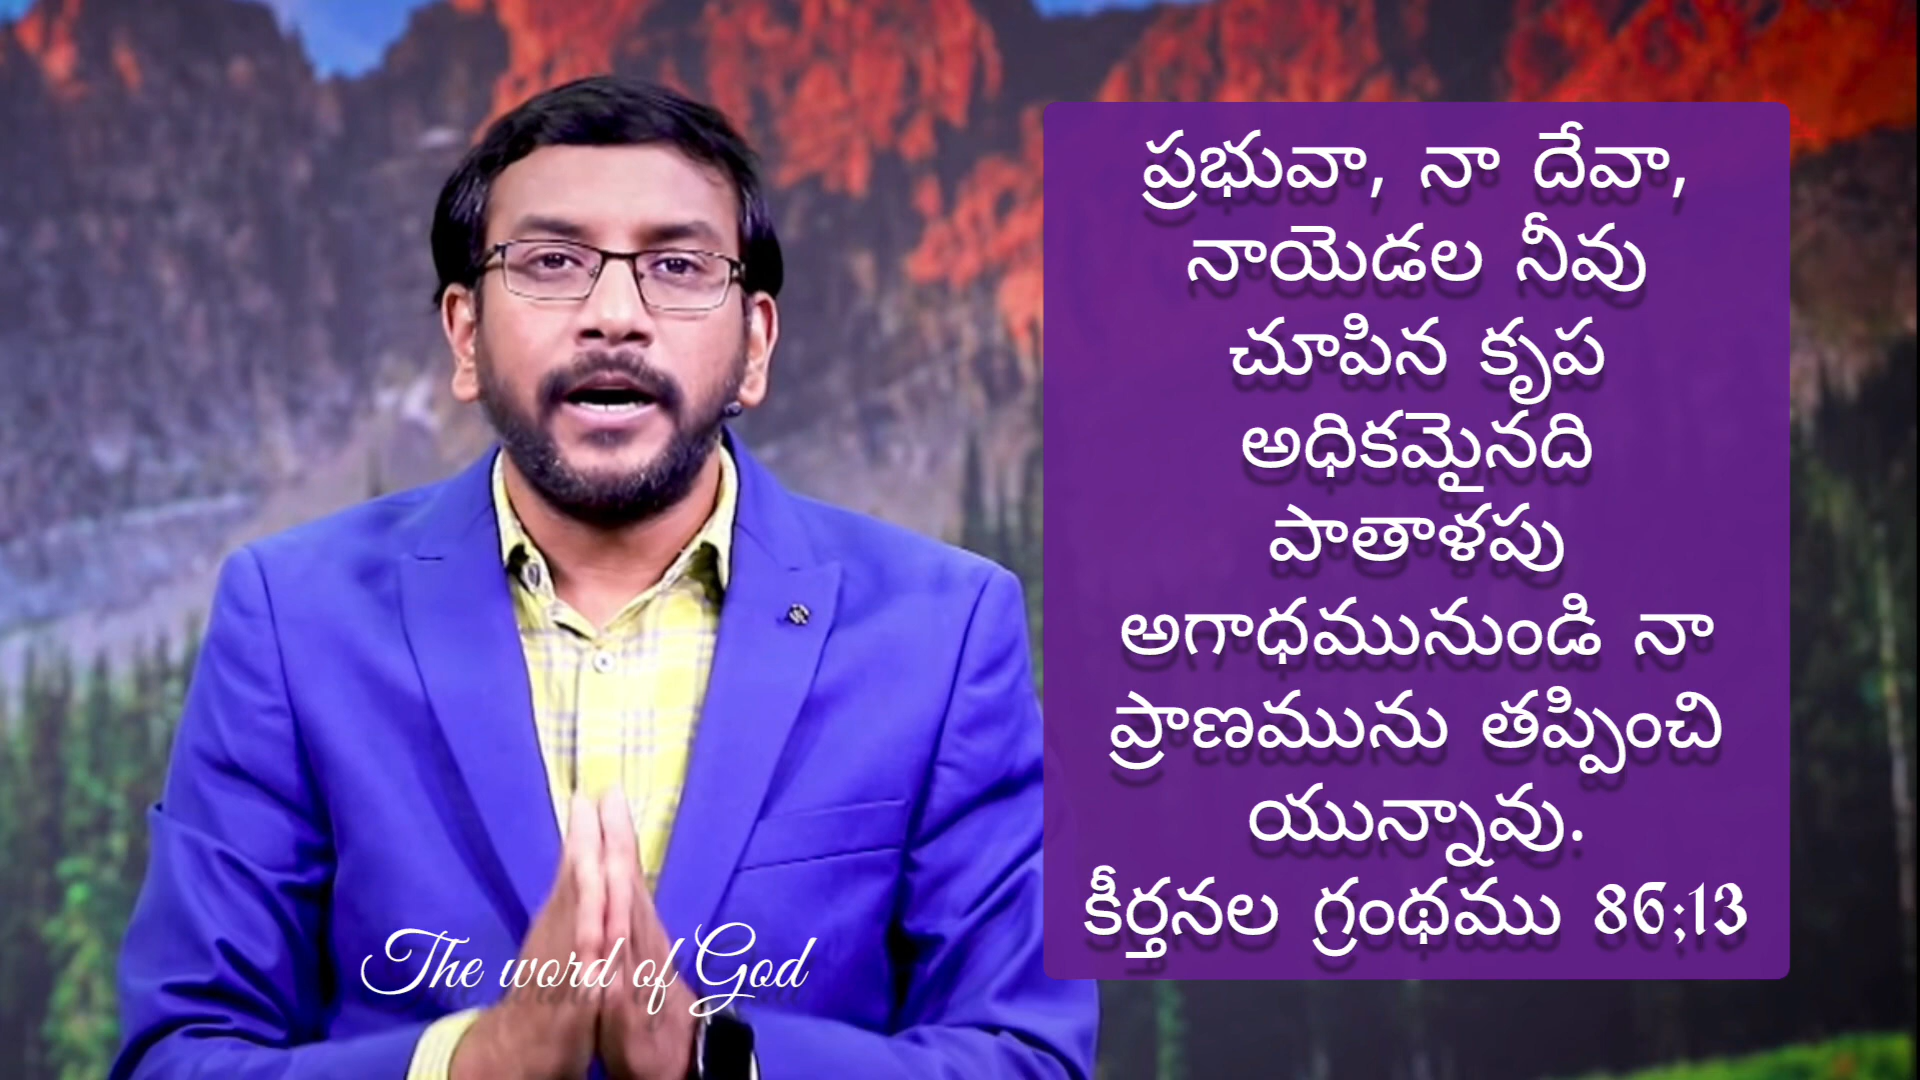 ప్రభువా, నా దేవా,
నాయెడల నీవు
చూపిన కృప
అధికమైనది
పాతాళపు
అగాధమునుండి నా
ప్రాణమును తప్పించి
యున్నావు.
కీర్తనల గ్రంథము 86;13
The word of God